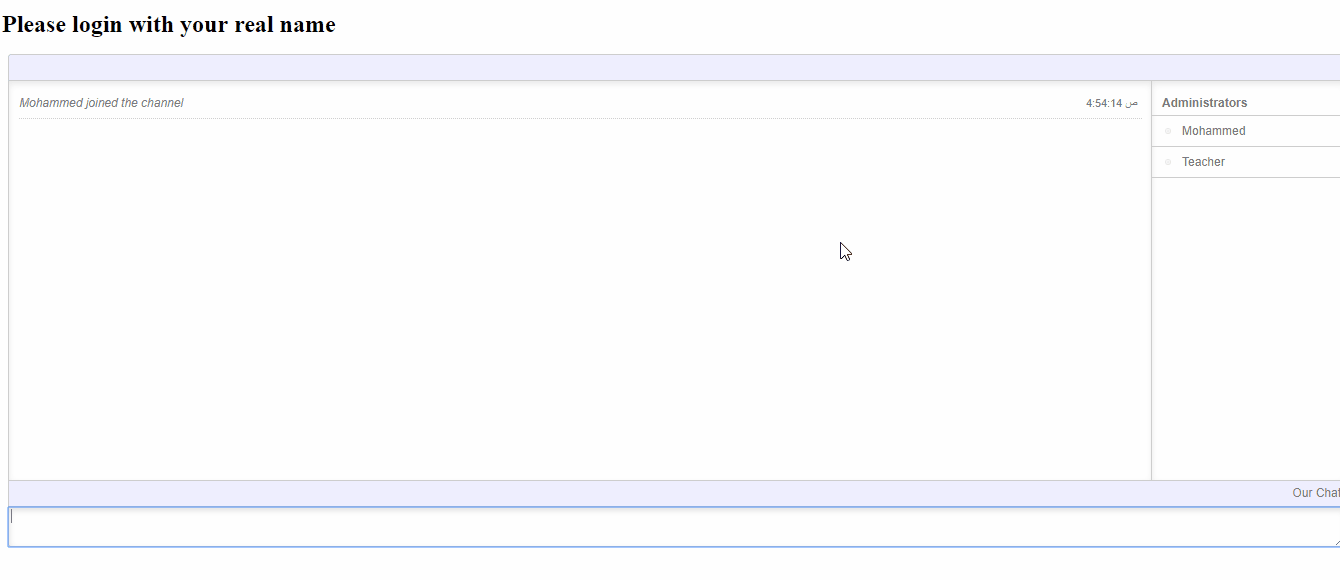 Please login with your real name
Mohammed joined the channel
4:54:14 ص
Administrators
Mohammed
Teacher
Our Chat